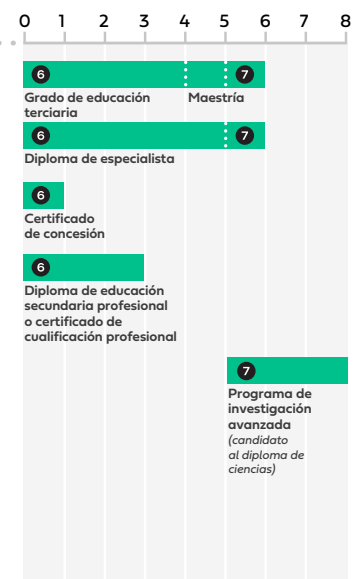 0 1 2 3 4 5 6 7 8
6 7
Grado de educación Maestría
terciaria
6 7
Diploma de especialista
6
Certificado
de concesión
6
Diploma de educación
secundaria profesional
o certificado de
cualificación profesional
7
Programa de
investigación
avanzada
(candidato
al diploma de
ciencias)